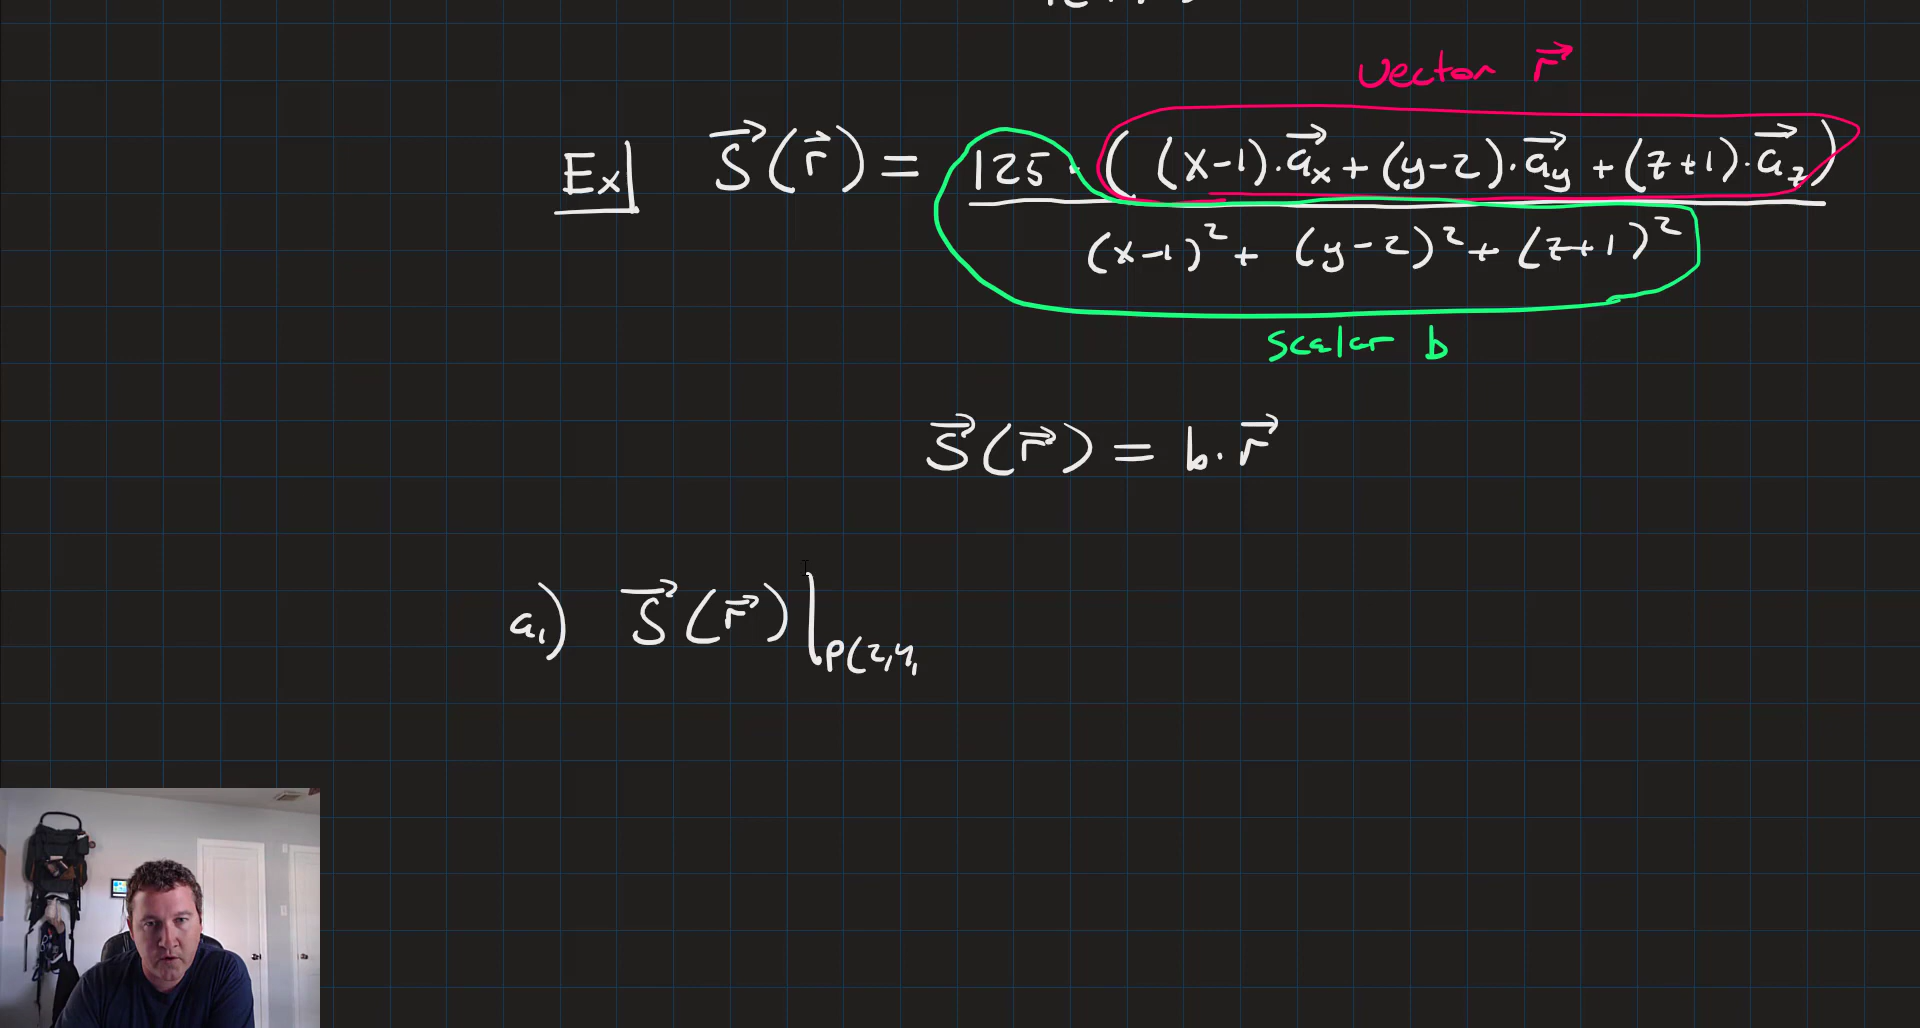 vector r⃗
Ex| S⃗(r⃗) = 125 · ( (x-1)·a⃗x + (y-2)·a⃗y + (z+1)·a⃗z )
(x-1)² + (y-2)² + (z+1)²
scalar b
S⃗(r⃗) = b·r⃗
a,) S⃗(r⃗)|P(2,4,